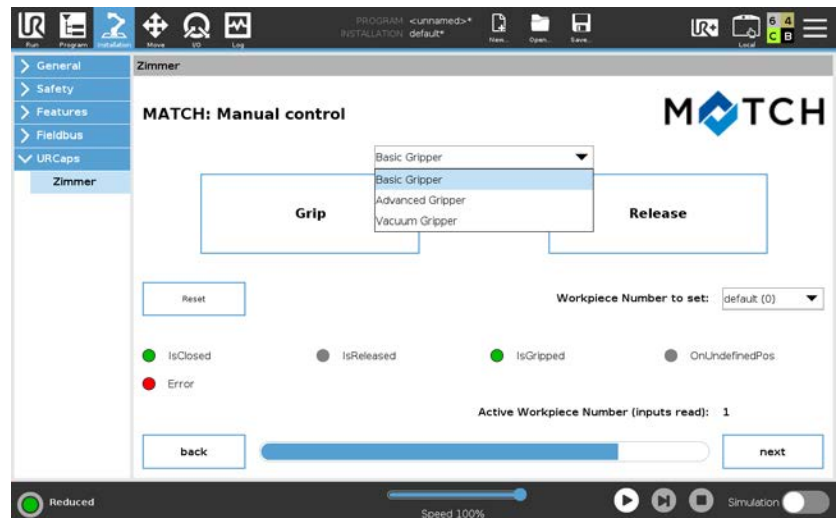 PROGRAM <unnamed>*
INSTALLATION default*
UR
Run
Program
Installation
Move
I/O
Log
New...
Open...
Save...
UR+
Local
6 4
C B
General
Safety
Features
Fieldbus
URCaps
Zimmer
Zimmer
MATCH: Manual control
MATCH
Basic Gripper
Basic Gripper
Advanced Gripper
Vacuum Gripper
Grip
Release
Reset
Workpiece Number to set: default (0)
IsClosed IsReleased IsGripped OnUndefinedPos
Error
Active Workpiece Number (inputs read): 1
back
next
Reduced
Speed 100%
Simulation